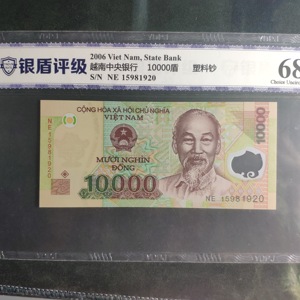 银盾评级
2006 Viet Nam, State Bank
越南中央银行 10000盾 塑料钞
S/N NE 15981920
68
CỘNG HÒA XÃ HỘI CHỦ NGHĨA
VIỆT NAM
NE 15981920
10000
MƯỜI NGHÌN
ĐỒNG
10000
NE 15981920